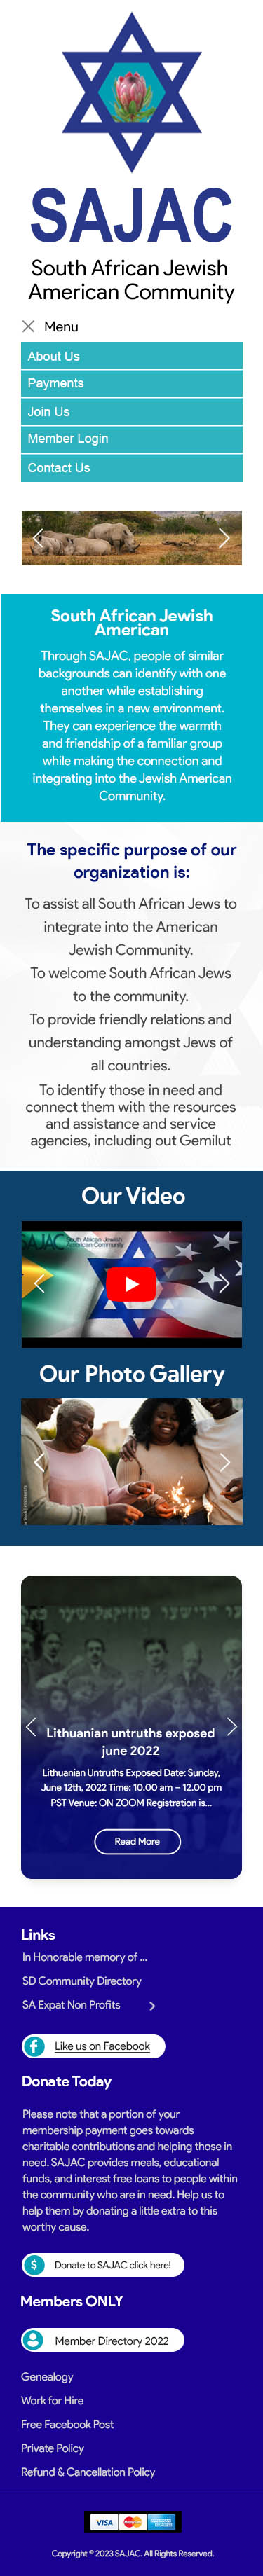 SAJAC
South African Jewish
American Community
Menu
About Us
Payments
Join Us
Member Login
Contact Us
South African Jewish
American
Through SAJAC, people of similar
backgrounds can identify with one
another while establishing
themselves in a new environment.
They can experience the warmth
and friendship of a familiar group
while making the connection and
integrating into the Jewish American
Community.
The specific purpose of our
organization is:
To assist all South African Jews to
integrate into the American
Jewish Community.
To welcome South African Jews
to the community.
To provide friendly relations and
understanding amongst Jews of
all countries.
To identify those in need and
connect them with the resources
and assistance and service
agencies, including out Gemilut
Our Video
SAJAC South African Jewish
American Community
Our Photo Gallery
Lithuanian untruths exposed
june 2022
Lithuanian Untruths Exposed Date: Sunday,
June 12th, 2022 Time: 10.00 am – 12.00 pm
PST Venue: ON ZOOM Registration is...
Read More
Links
In Honorable memory of ...
SD Community Directory
SA Expat Non Profits
Like us on Facebook
Donate Today
Please note that a portion of your
membership payment goes towards
charitable contributions and helping those in
need. SAJAC provides meals, educational
funds, and interest free loans to people within
the community who are in need. Help us to
help them by donating a little extra to this
worthy cause.
$ Donate to SAJAC click here!
Members ONLY
Member Directory 2022
Genealogy
Work for Hire
Free Facebook Post
Private Policy
Refund & Cancellation Policy
VISA
Copyright © 2023 SAJAC. All Rights Reserved.